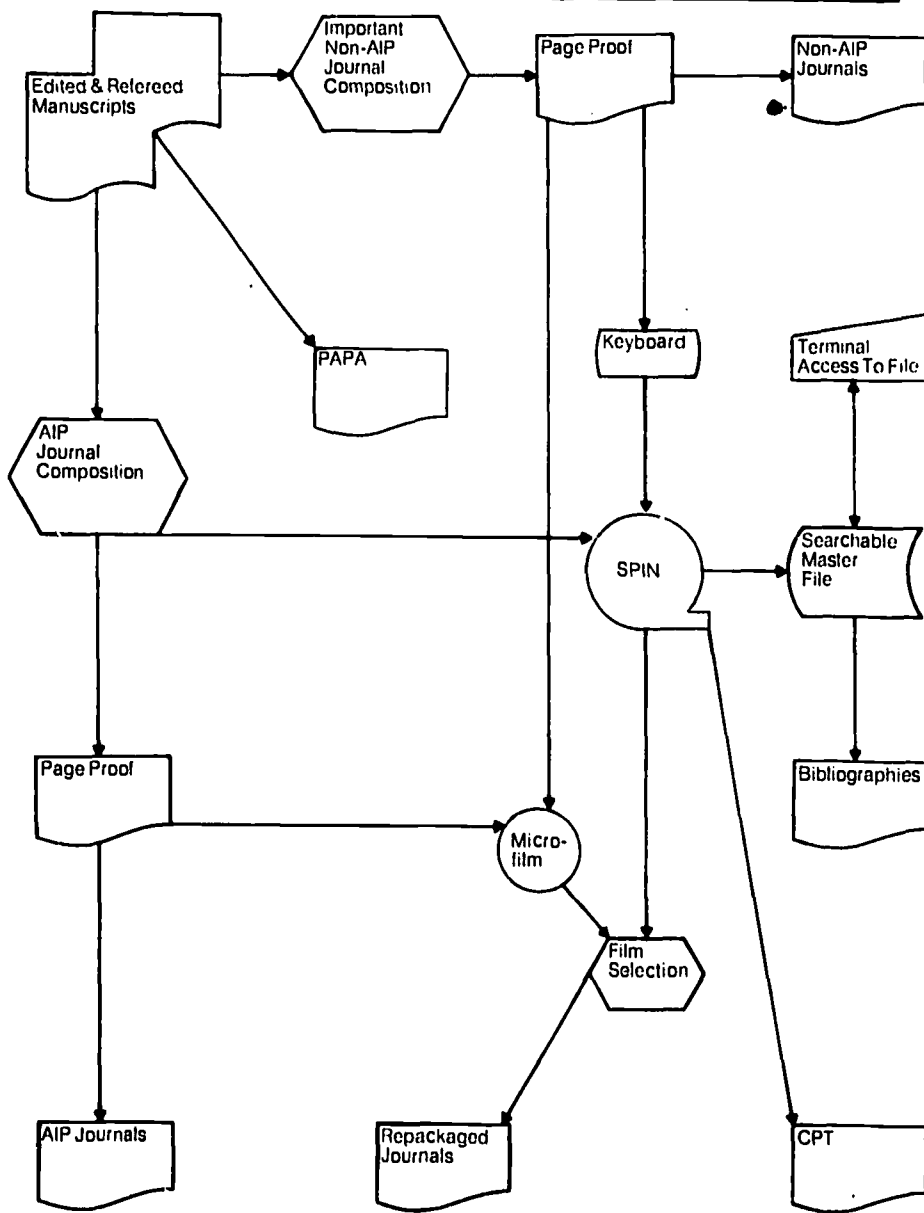 Important
Non-AIP
Journal
Composition
Page Proof
Non-AIP
Journals
Edited & Refereed
Manuscripts
Keyboard
Terminal
Access To File
PAPA
AIP
Journal
Composition
SPIN
Searchable
Master
File
Page Proof
Bibliographies
Micro-
film
Film
Selection
AIP Journals
Repackaged
Journals
CPT